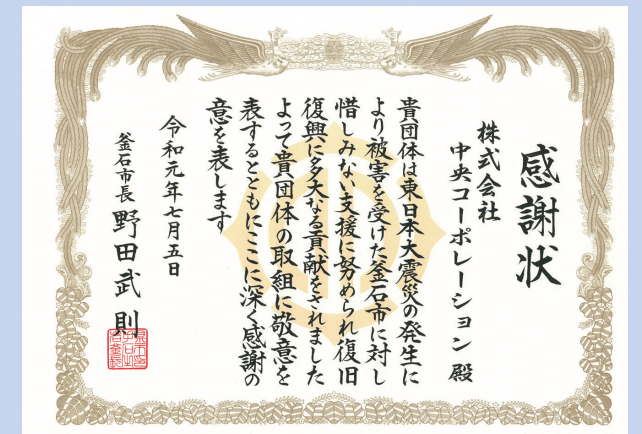 感謝状
株式会社
中央コーポレーション 殿
貴団体は東日本大震災の発生に
より被害を受けた釜石市に対し
惜しみない支援に努められ復旧
復興に多大なる貢献をされました
よって貴団体の取組に敬意を
表するとともにここに深く感謝の
意を表します
令和元年七月五日
釜石市長 野田武則